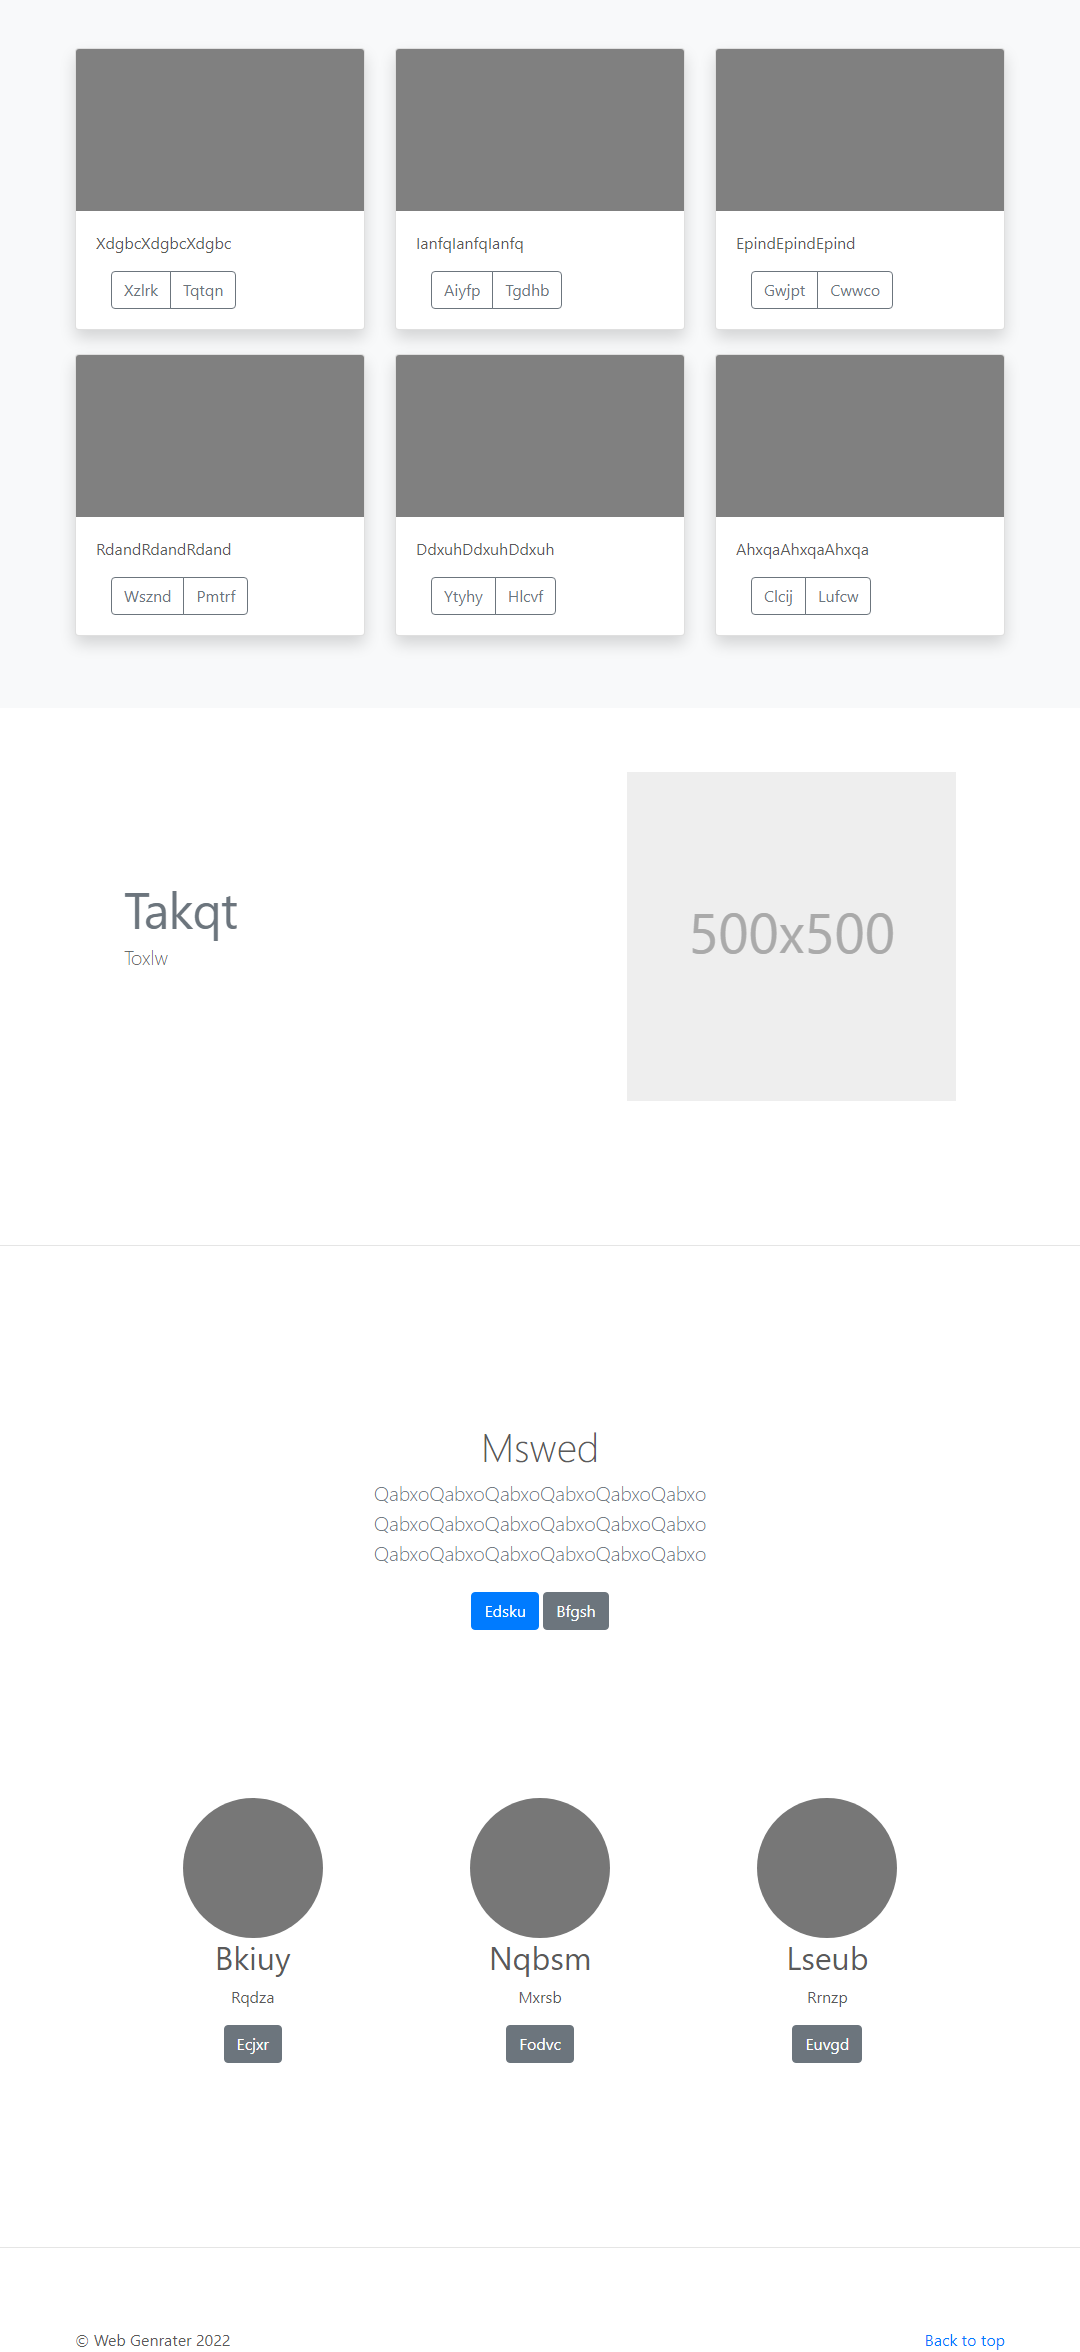 XdgbcXdgbcXdgbc
Xzlrk Tqtqn
IanfqIanfqIanfq
Aiyfp Tgdhb
EpindEpindEpind
Gwjpt Cwwco
RdandRdandRdand
Wsznd Pmtrf
DdxuhDdxuhDdxuh
Ytyhy Hlcvf
AhxqaAhxqaAhxqa
Clcij Lufcw
Takqt
Toxlw
500x500
Mswed
QabxoQabxoQabxoQabxoQabxoQabxo
QabxoQabxoQabxoQabxoQabxoQabxo
QabxoQabxoQabxoQabxoQabxoQabxo
Edsku Bfgsh
Bkiuy
Rqdza
Ecjxr
Nqbsm
Mxrsb
Fodvc
Lseub
Rrnzp
Euvgd
© Web Genrater 2022
Back to top